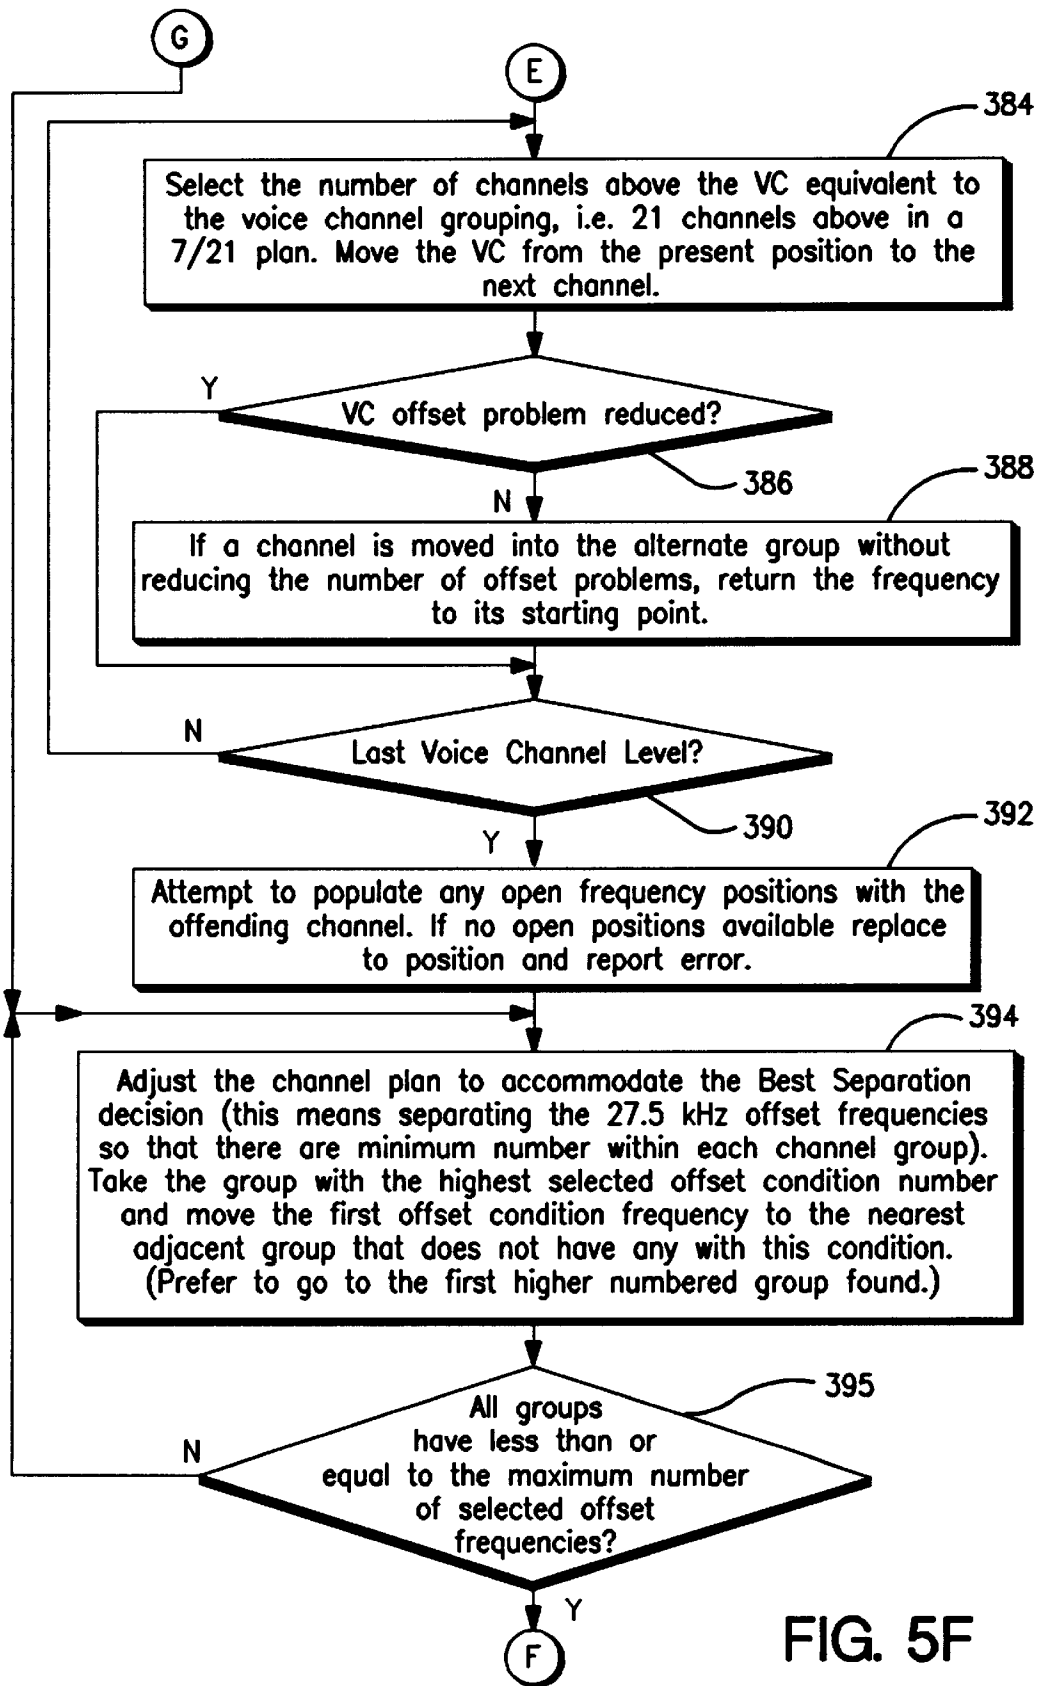 G
E
384
Select the number of channels above the VC equivalent to
the voice channel grouping, i.e. 21 channels above in a
7/21 plan. Move the VC from the present position to the
next channel.
Y
VC offset problem reduced?
386
N
388
If a channel is moved into the alternate group without
reducing the number of offset problems, return the frequency
to its starting point.
N
Last Voice Channel Level?
390
Y
392
Attempt to populate any open frequency positions with the
offending channel. If no open positions available replace
to position and report error.
394
Adjust the channel plan to accommodate the Best Separation
decision (this means separating the 27.5 kHz offset frequencies
so that there are minimum number within each channel group).
Take the group with the highest selected offset condition number
and move the first offset condition frequency to the nearest
adjacent group that does not have any with this condition.
(Prefer to go to the first higher numbered group found.)
395
All groups
have less than or
equal to the maximum number
of selected offset
frequencies?
N
Y
F
FIG. 5F